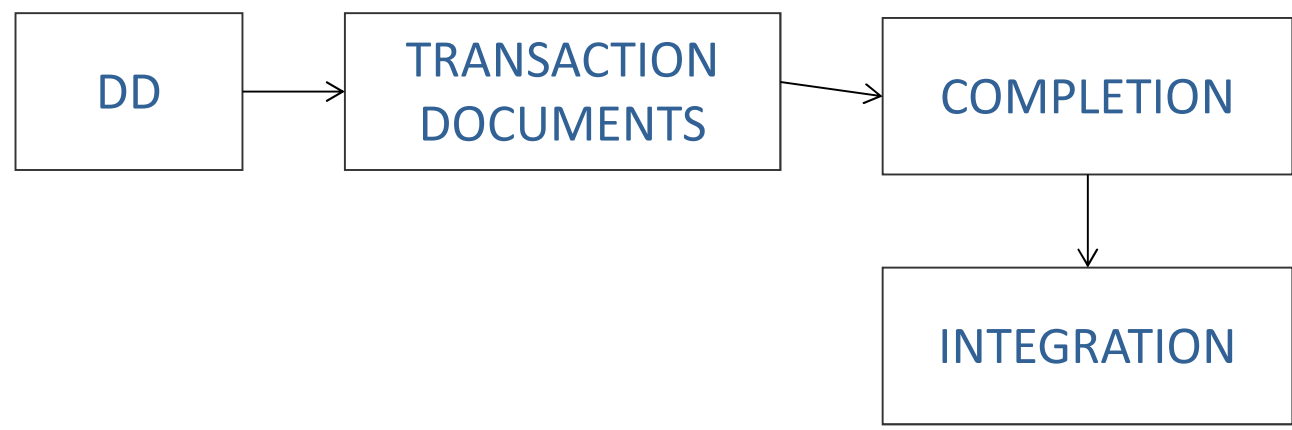 DD
TRANSACTION
DOCUMENTS
COMPLETION
INTEGRATION